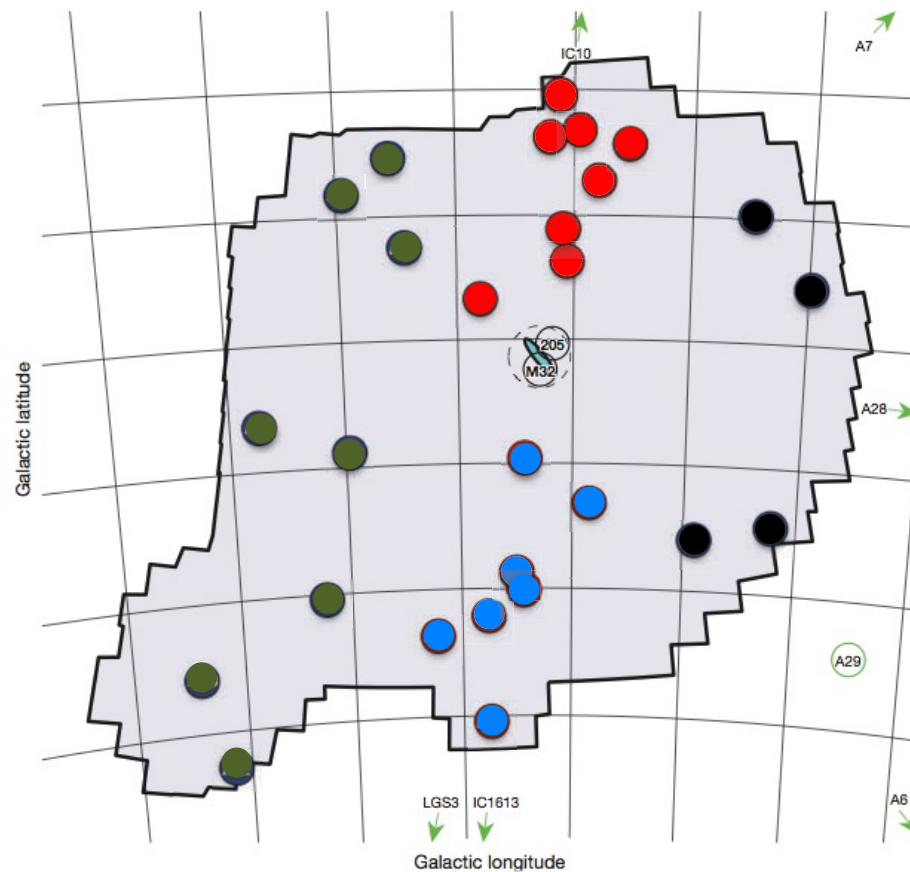 A7
IC10
205
M32
A28
Galactic latitude
A29
LGS3
IC1613
A6
Galactic longitude